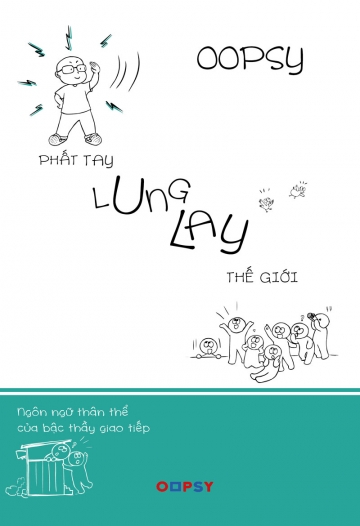 OOPSY
PHẤT TAY
LUNG
LAY
THẾ GIỚI
Ngôn ngữ thân thể
của bậc thầy giao tiếp
OOPSY